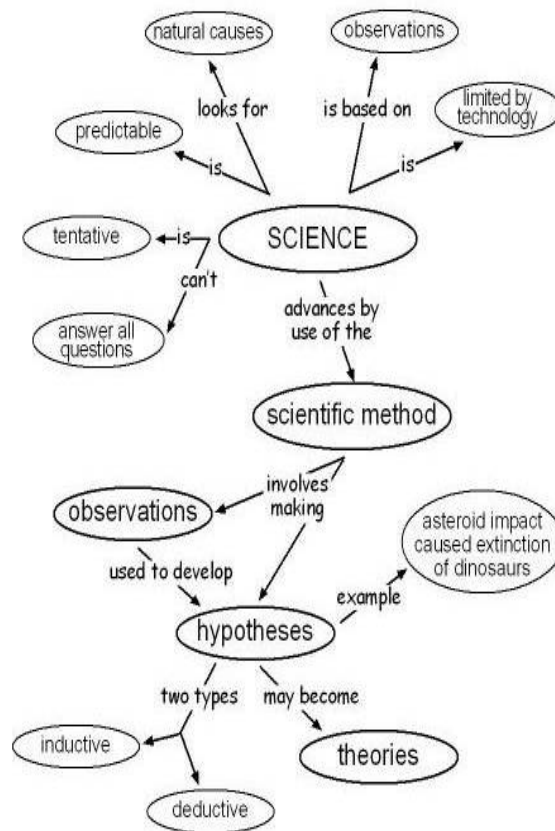 natural causes
observations
looks for
is based on
limited by
technology
predictable
is
is
tentative
is
SCIENCE
can't
answer all
questions
advances by
use of the
scientific method
involves
making
observations
asteroid impact
caused extinction
of dinosaurs
used to develop
example
hypotheses
two types
may become
inductive
theories
deductive